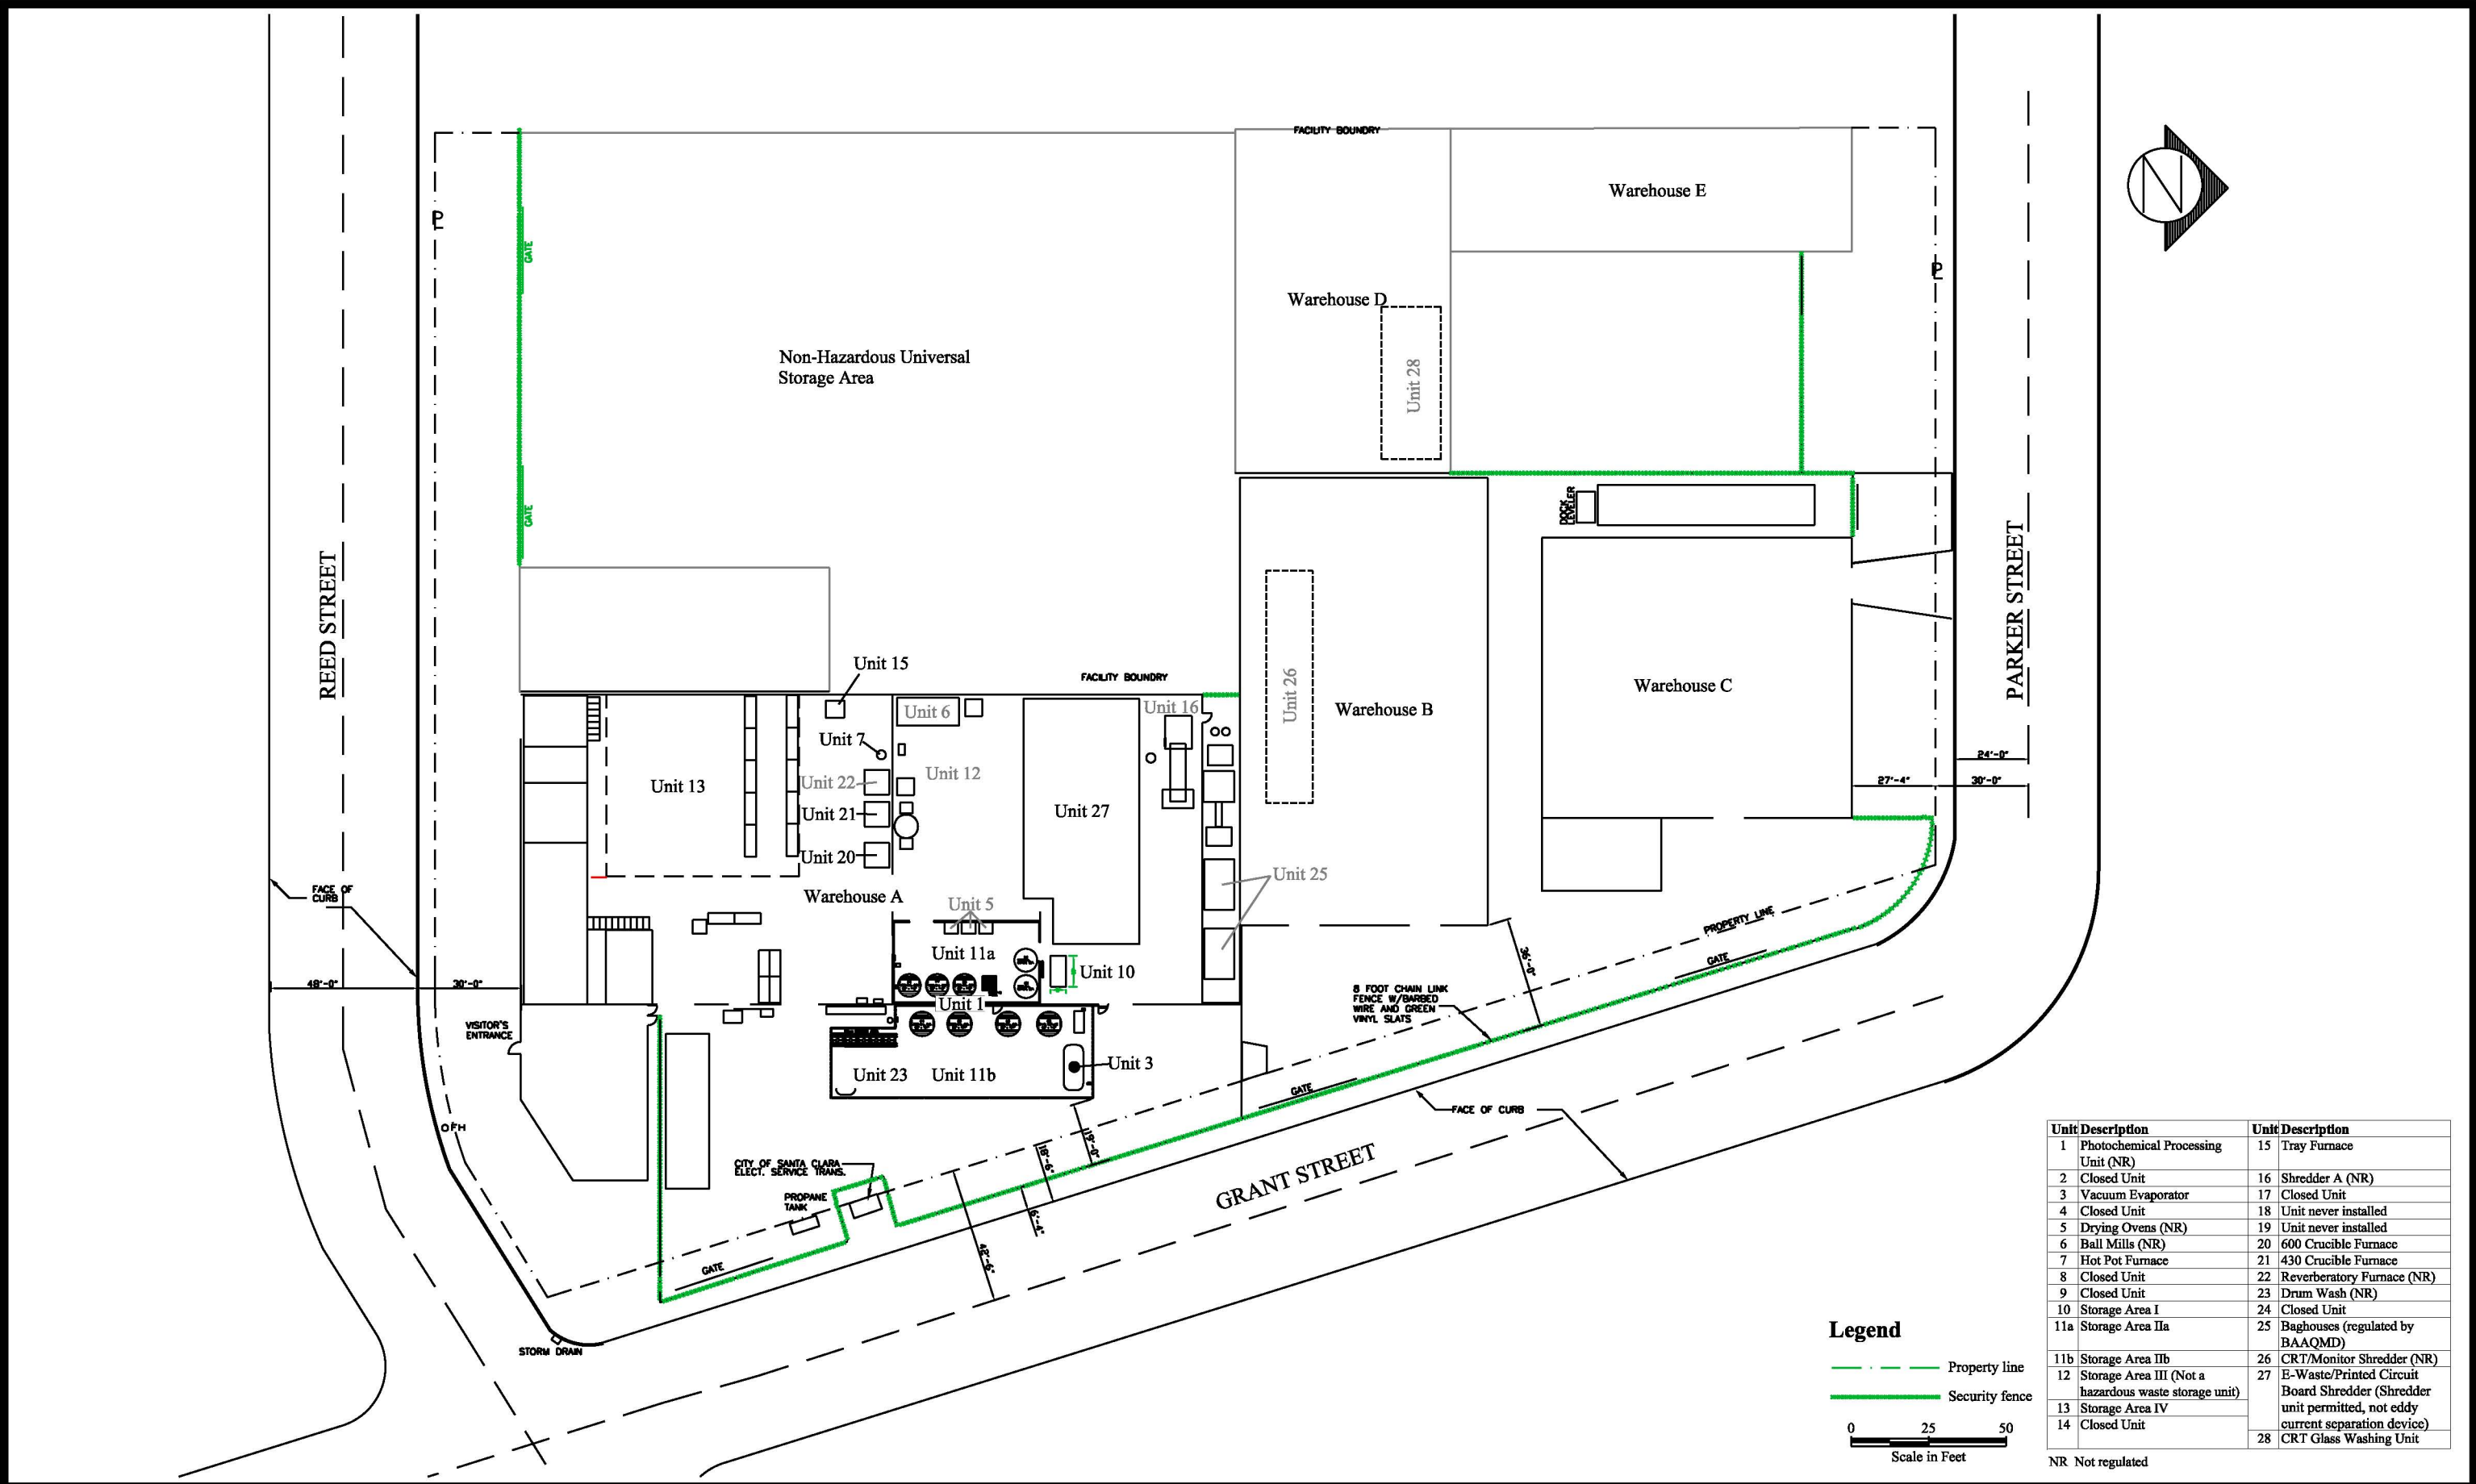 FACILITY BOUNDRY
Warehouse E
N
P
L
P
L
GATE
Warehouse D
Non-Hazardous Universal
Storage Area
Unit 28
GATE
DOCK
LEVELER
REED STREET
PARKER STREET
Unit 15
FACILITY BOUNDRY
Unit 26
Warehouse C
Unit 6
Unit 16
Warehouse B
Unit 7
24'-0"
Unit 12
Unit 22
27'-4"
30'-0"
Unit 13
Unit 21
Unit 27
Unit 20
Unit 25
FACE OF
CURB
Warehouse A
Unit 5
PROPERTY LINE
Unit 11a
36'-0"
GATE
Unit 10
48'-0"
30'-0"
8 FOOT CHAIN LINK
FENCE W/BARBED
WIRE AND GREEN
VINYL SLATS
Unit 1
VISITOR'S
ENTRANCE
Unit 3
Unit 23
Unit 11b
GATE
FACE OF CURB
OFH
19'-0"
18'-6"
CITY OF SANTA CLARA
ELECT. SERVICE TRANS.
GRANT STREET
PROPANE
TANK
6'-4"
42'-6"
GATE
STORM DRAIN
Legend
Property line
Security fence
0 25 50
Scale in Feet
Unit Description Unit Description
1 Photochemical Processing 15 Tray Furnace
Unit (NR)
2 Closed Unit 16 Shredder A (NR)
3 Vacuum Evaporator 17 Closed Unit
4 Closed Unit 18 Unit never installed
5 Drying Ovens (NR) 19 Unit never installed
6 Ball Mills (NR) 20 600 Crucible Furnace
7 Hot Pot Furnace 21 430 Crucible Furnace
8 Closed Unit 22 Reverberatory Furnace (NR)
9 Closed Unit 23 Drum Wash (NR)
10 Storage Area I 24 Closed Unit
11a Storage Area IIa 25 Baghouses (regulated by
BAAQMD)
11b Storage Area IIb 26 CRT/Monitor Shredder (NR)
12 Storage Area III (Not a 27 E-Waste/Printed Circuit
hazardous waste storage unit) Board Shredder (Shredder
13 Storage Area IV unit permitted, not eddy
14 Closed Unit current separation device)
28 CRT Glass Washing Unit
NR Not regulated